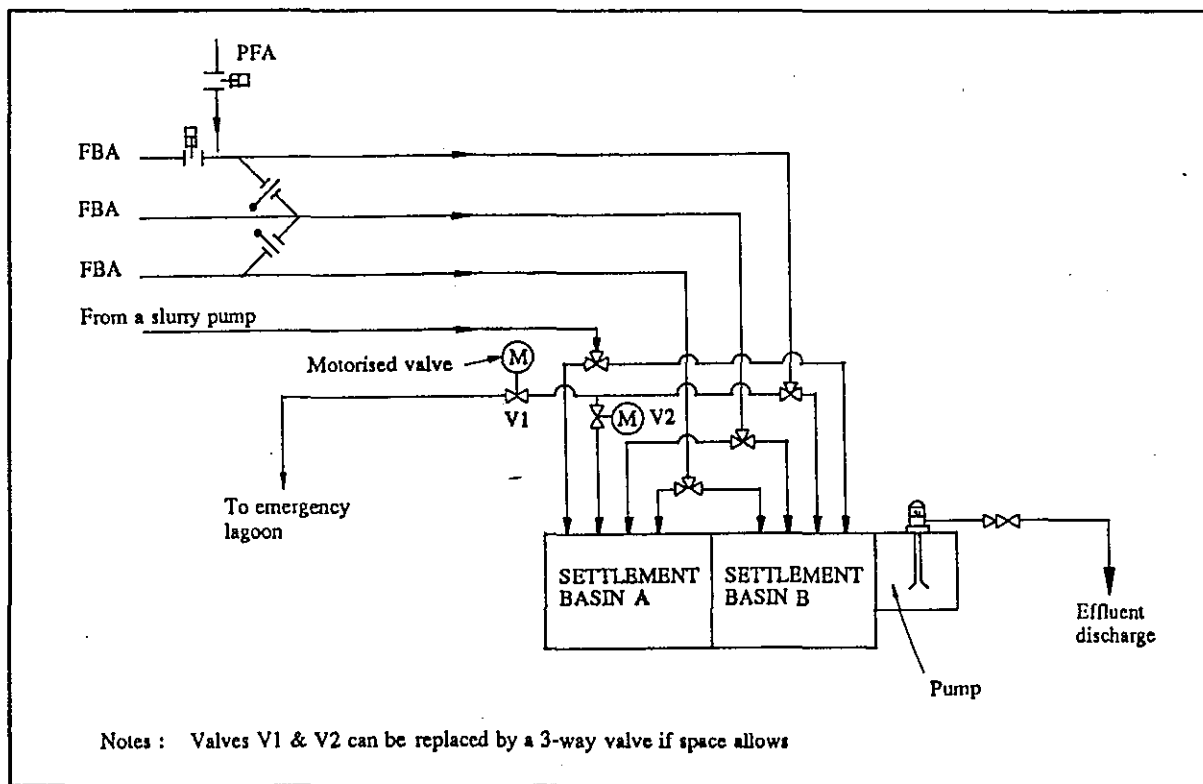 PFA
FBA
FBA
FBA
From a slurry pump
Motorised valve
M
V1
M V2
To emergency
lagoon
SETTLEMENT
BASIN A
SETTLEMENT
BASIN B
Effluent
discharge
Pump
Notes : Valves V1 & V2 can be replaced by a 3-way valve if space allows